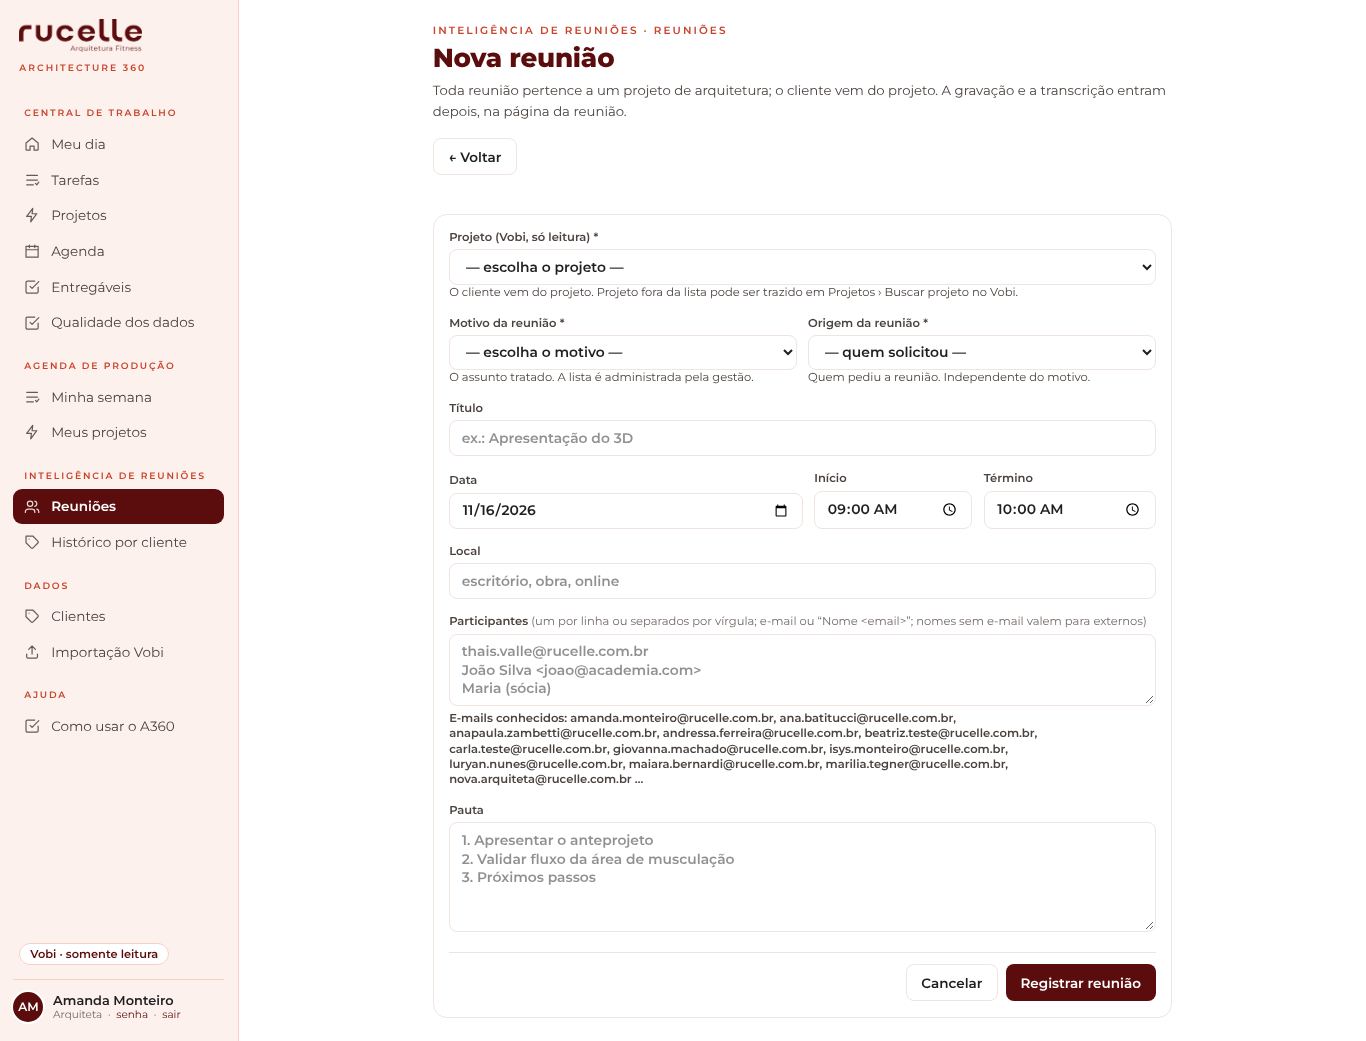 rucelle
Arquitetura Fitness
ARCHITECTURE 360
CENTRAL DE TRABALHO
Meu dia
Tarefas
Projetos
Agenda
Entregáveis
Qualidade dos dados
AGENDA DE PRODUÇÃO
Minha semana
Meus projetos
INTELIGÊNCIA DE REUNIÕES
Reuniões
Histórico por cliente
DADOS
Clientes
Importação Vobi
AJUDA
Como usar o A360
Vobi · somente leitura
AM
Amanda Monteiro
Arquiteta · senha · sair
INTELIGÊNCIA DE REUNIÕES · REUNIÕES
Nova reunião
Toda reunião pertence a um projeto de arquitetura; o cliente vem do projeto. A gravação e a transcrição entram
depois, na página da reunião.
← Voltar
Projeto (Vobi, só leitura) *
— escolha o projeto —
O cliente vem do projeto. Projeto fora da lista pode ser trazido em Projetos › Buscar projeto no Vobi.
Motivo da reunião *
— escolha o motivo —
O assunto tratado. A lista é administrada pela gestão.
Origem da reunião *
— quem solicitou —
Quem pediu a reunião. Independente do motivo.
Título
ex.: Apresentação do 3D
Data
11/16/2026
Início
09:00 AM
Término
10:00 AM
Local
escritório, obra, online
Participantes (um por linha ou separados por vírgula; e-mail ou “Nome <email>”; nomes sem e-mail valem para externos)
thais.valle@rucelle.com.br
João Silva <joao@academia.com>
Maria (sócia)
E-mails conhecidos: amanda.monteiro@rucelle.com.br, ana.batitucci@rucelle.com.br,
anapaula.zambetti@rucelle.com.br, andressa.ferreira@rucelle.com.br, beatriz.teste@rucelle.com.br,
carla.teste@rucelle.com.br, giovanna.machado@rucelle.com.br, isys.monteiro@rucelle.com.br,
luryan.nunes@rucelle.com.br, maiara.bernardi@rucelle.com.br, marilia.tegner@rucelle.com.br,
nova.arquiteta@rucelle.com.br ...
Pauta
1. Apresentar o anteprojeto
2. Validar fluxo da área de musculação
3. Próximos passos
Cancelar
Registrar reunião